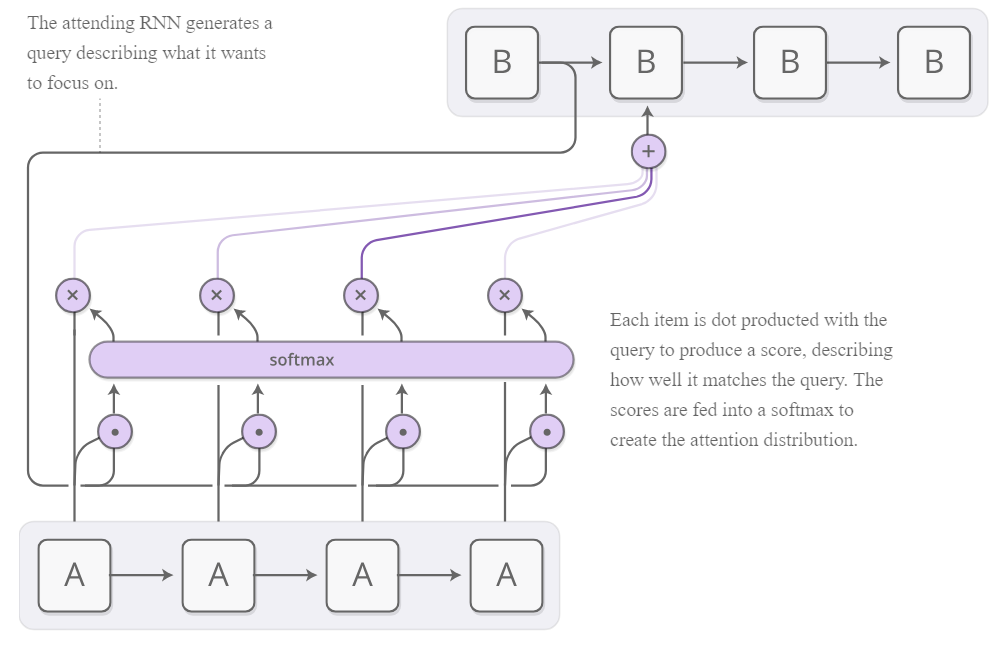 The attending RNN generates a
query describing what it wants
to focus on.
B B B B
+
× × × ×
softmax
Each item is dot producted with the
query to produce a score, describing
how well it matches the query. The
scores are fed into a softmax to
create the attention distribution.
• • • •
A A A A